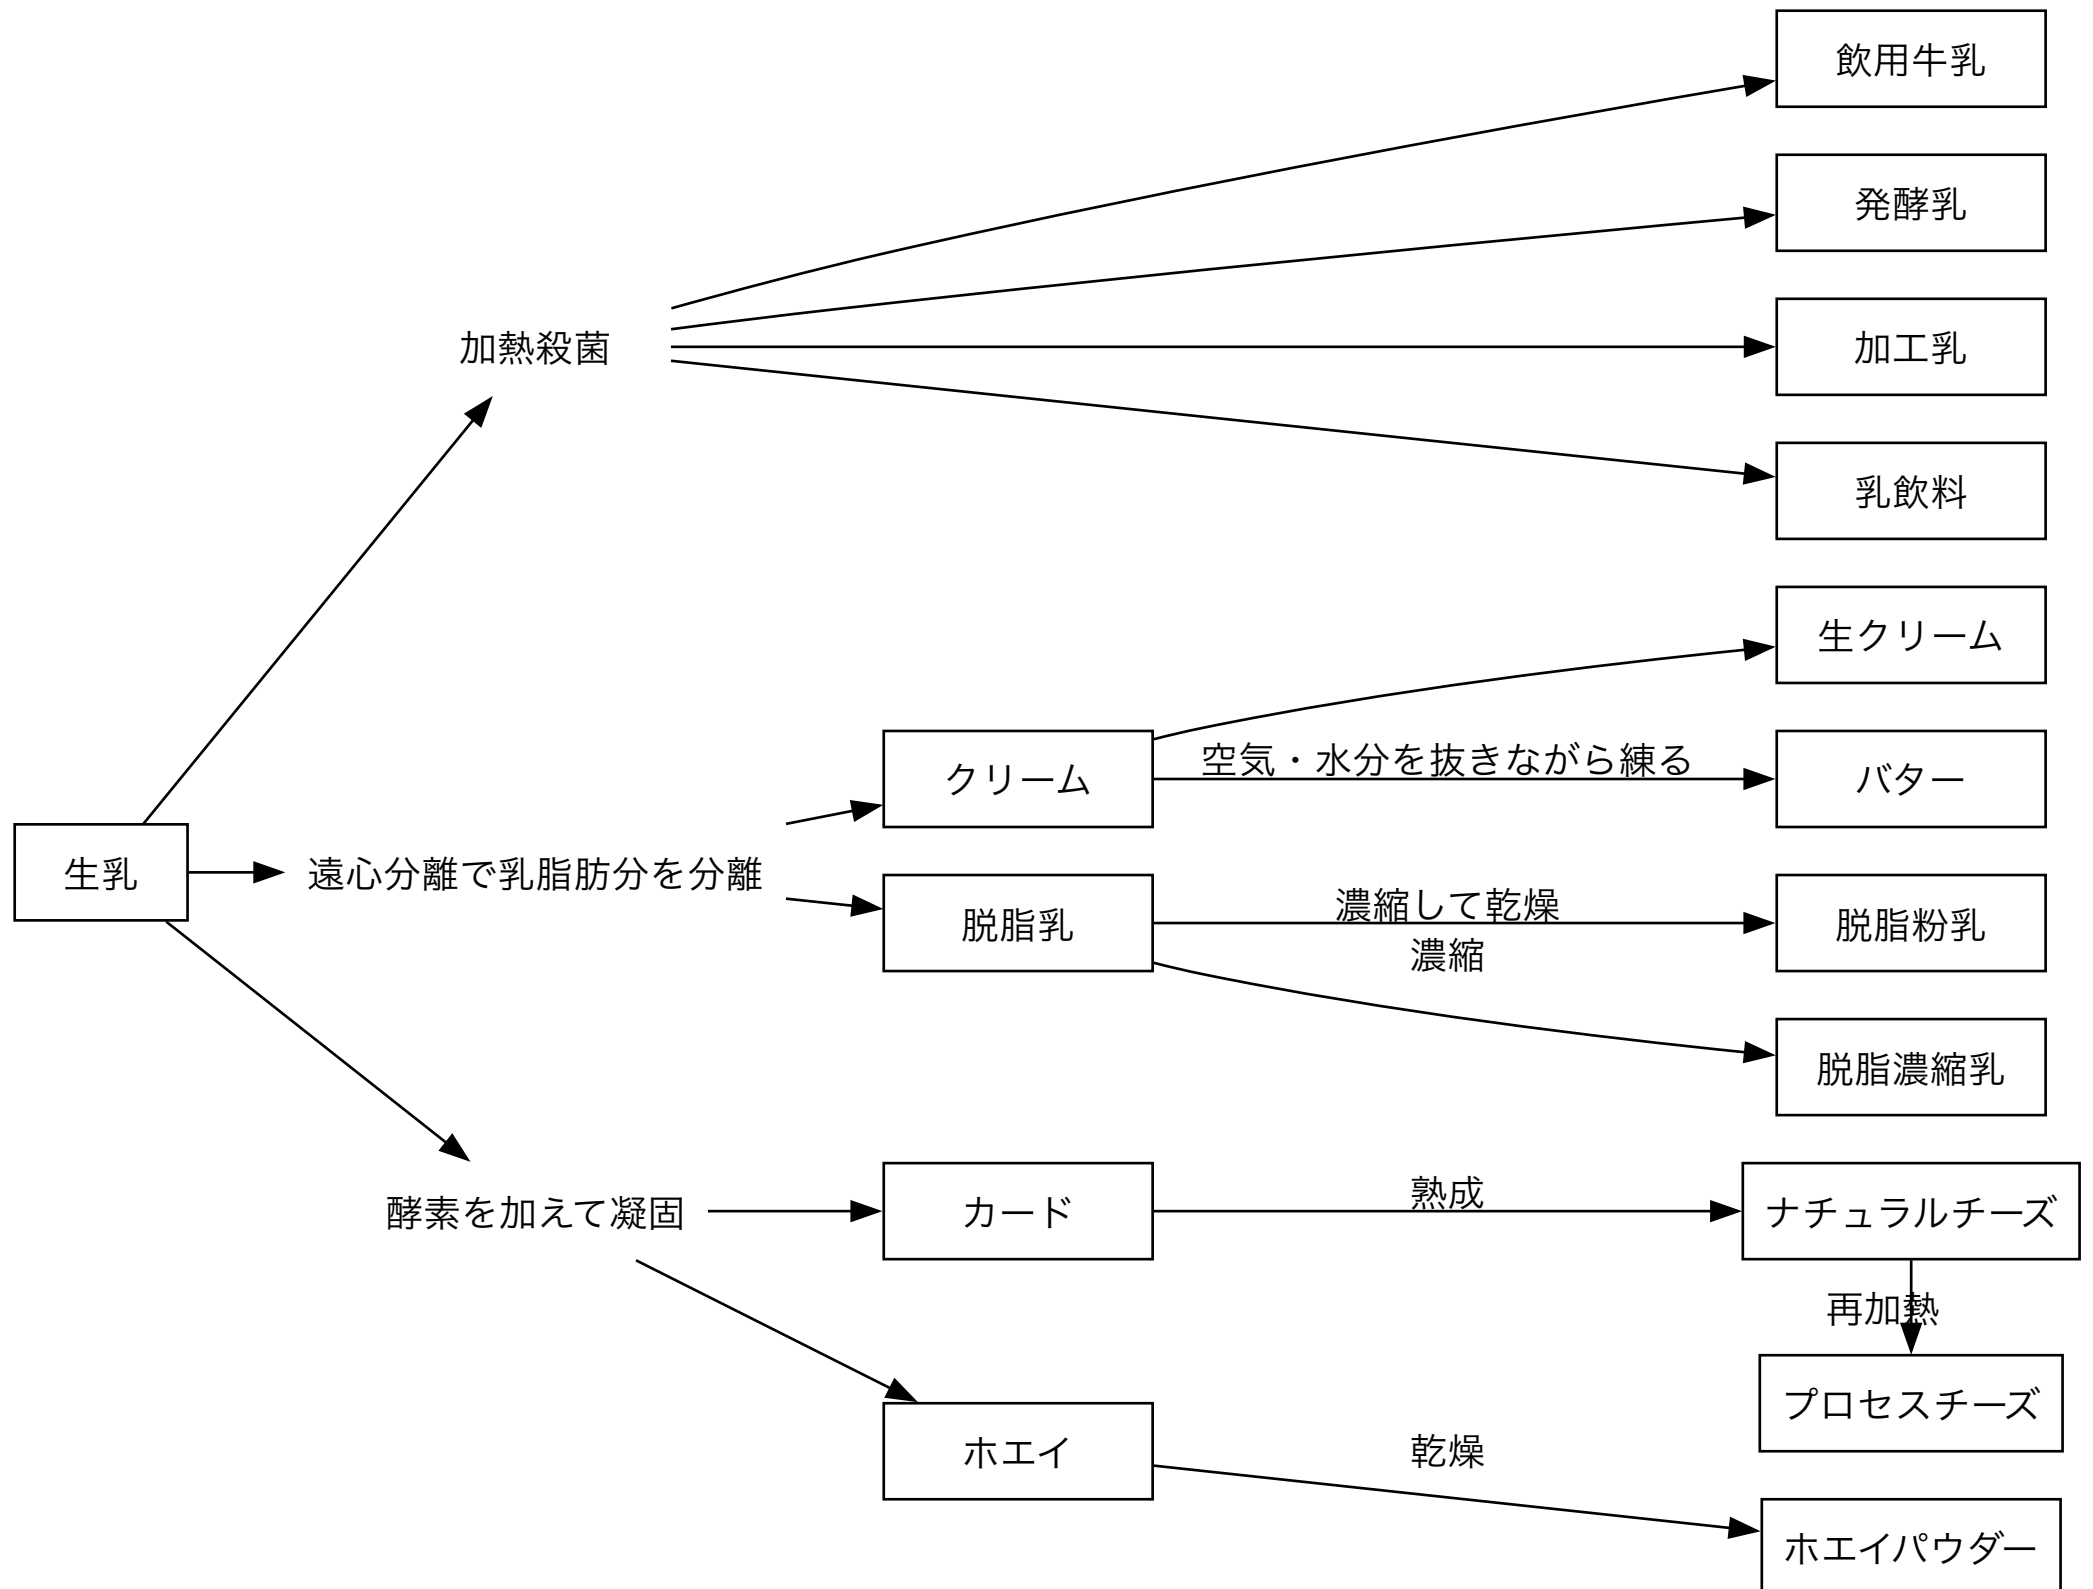 飲用牛乳
発酵乳
加熱殺菌
加工乳
乳飲料
生クリーム
クリーム
空気・水分を抜きながら練る
バター
生乳
遠心分離で乳脂肪分を分離
脱脂乳
濃縮して乾燥
脱脂粉乳
濃縮
脱脂濃縮乳
酵素を加えて凝固
カード
熟成
ナチュラルチーズ
再加熱
プロセスチーズ
ホエイ
乾燥
ホエイパウダー